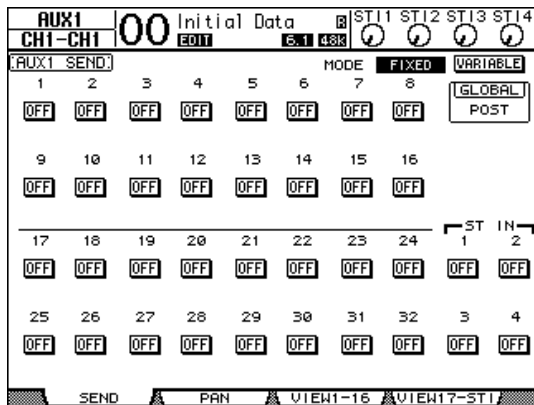 AUX1 00 Initial Data R STI1 STI2 STI3 STI4
CH1-CH1 EDIT 6.1 48k
AUX1 SEND MODE FIXED VARIABLE
1 2 3 4 5 6 7 8 GLOBAL
OFF OFF OFF OFF OFF OFF OFF OFF POST
9 10 11 12 13 14 15 16
OFF OFF OFF OFF OFF OFF OFF OFF
ST IN
17 18 19 20 21 22 23 24 1 2
OFF OFF OFF OFF OFF OFF OFF OFF OFF OFF
25 26 27 28 29 30 31 32 3 4
OFF OFF OFF OFF OFF OFF OFF OFF OFF OFF
SEND PAN VIEW1-16 VIEW17-STI